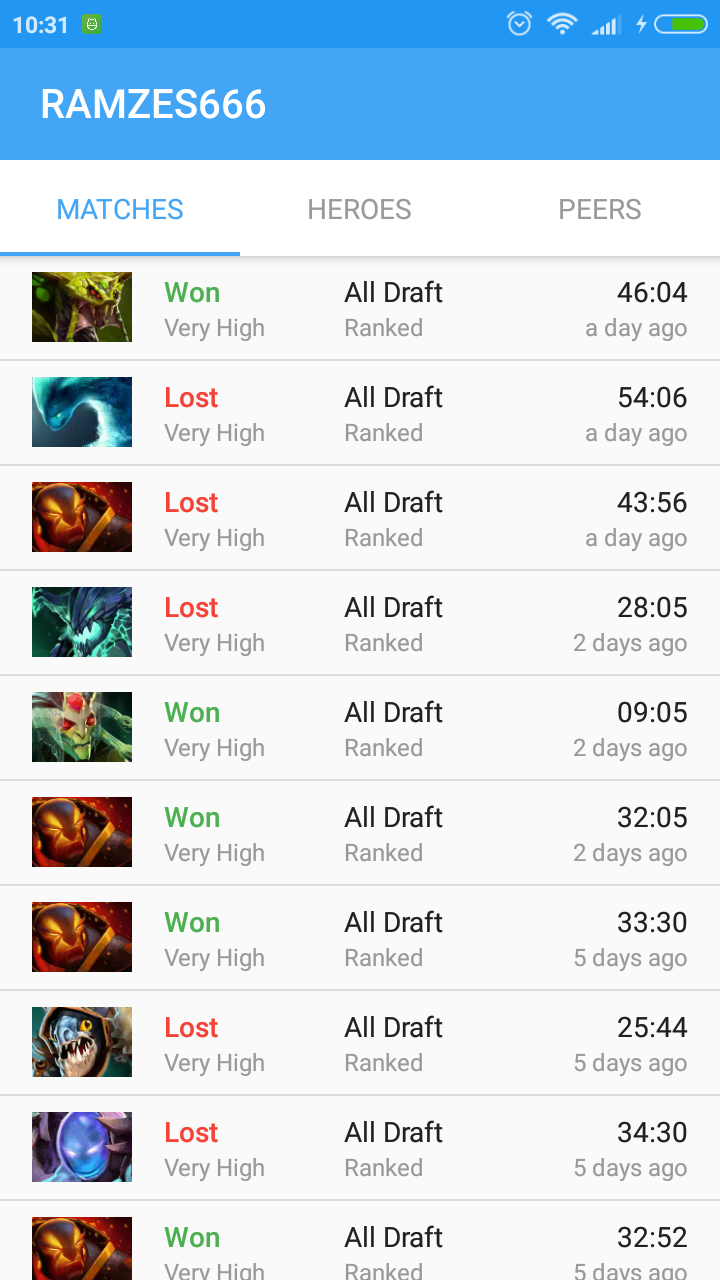 10:31
RAMZES666
MATCHES HEROES PEERS
Won All Draft 46:04
Very High Ranked a day ago
Lost All Draft 54:06
Very High Ranked a day ago
Lost All Draft 43:56
Very High Ranked a day ago
Lost All Draft 28:05
Very High Ranked 2 days ago
Won All Draft 09:05
Very High Ranked 2 days ago
Won All Draft 32:05
Very High Ranked 2 days ago
Won All Draft 33:30
Very High Ranked 5 days ago
Lost All Draft 25:44
Very High Ranked 5 days ago
Lost All Draft 34:30
Very High Ranked 5 days ago
Won All Draft 32:52
Very High Ranked 5 days ago